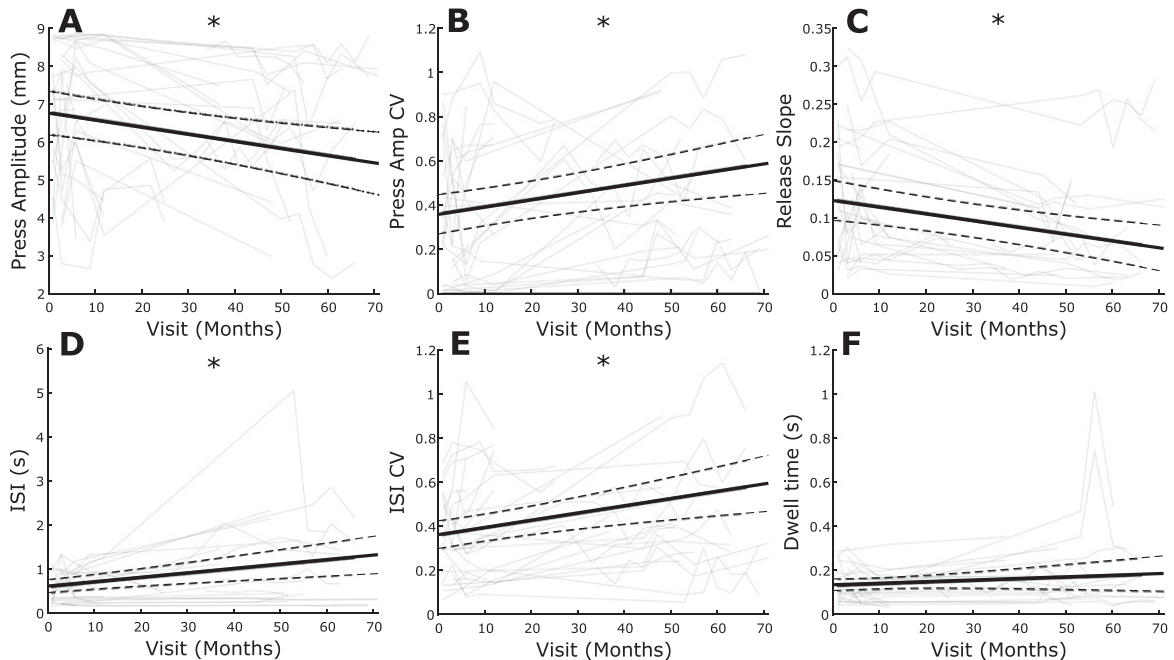 A
*
Press Amplitude (mm)
9
8
7
6
5
4
3
2
0 10 20 30 40 50 60 70
Visit (Months)
B
*
Press Amp CV
1.2
1
0.8
0.6
0.4
0.2
0
0 10 20 30 40 50 60 70
Visit (Months)
C
*
Release Slope
0.35
0.3
0.25
0.2
0.15
0.1
0.05
0
0 10 20 30 40 50 60 70
Visit (Months)
D
*
ISI (s)
6
5
4
3
2
1
0
0 10 20 30 40 50 60 70
Visit (Months)
E
*
ISI CV
1.2
1
0.8
0.6
0.4
0.2
0
0 10 20 30 40 50 60 70
Visit (Months)
F
Dwell time (s)
1.2
1
0.8
0.6
0.4
0.2
0
0 10 20 30 40 50 60 70
Visit (Months)